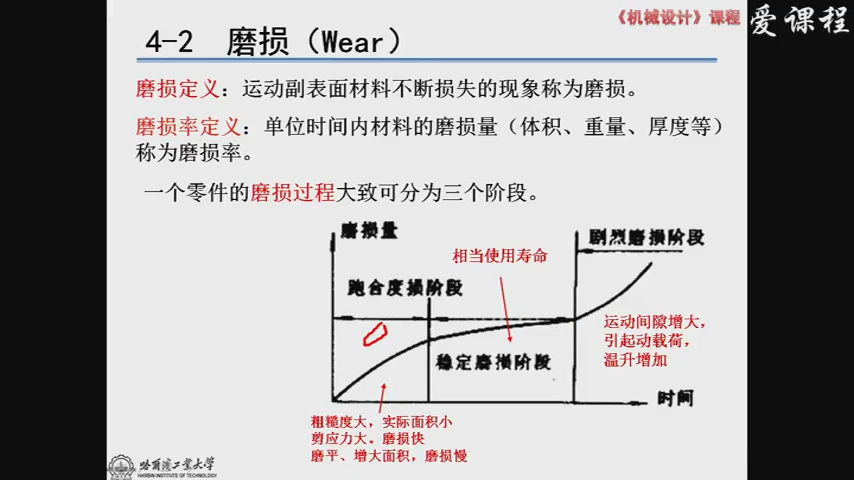 《机械设计》课程
爱课程
4-2 磨损（Wear）
磨损定义：运动副表面材料不断损失的现象称为磨损。
磨损率定义：单位时间内材料的磨损量（体积、重量、厚度等）
称为磨损率。
一个零件的磨损过程大致可分为三个阶段。
磨损量
剧烈磨损阶段
相当使用寿命
跑合度损阶段
运动间隙增大，
引起动载荷，
温升增加
稳定磨损阶段
时间
粗糙度大，实际面积小
剪应力大。磨损快
磨平、增大面积，磨损慢
哈尔滨工业大学
HARBIN INSTITUTE OF TECHNOLOGY